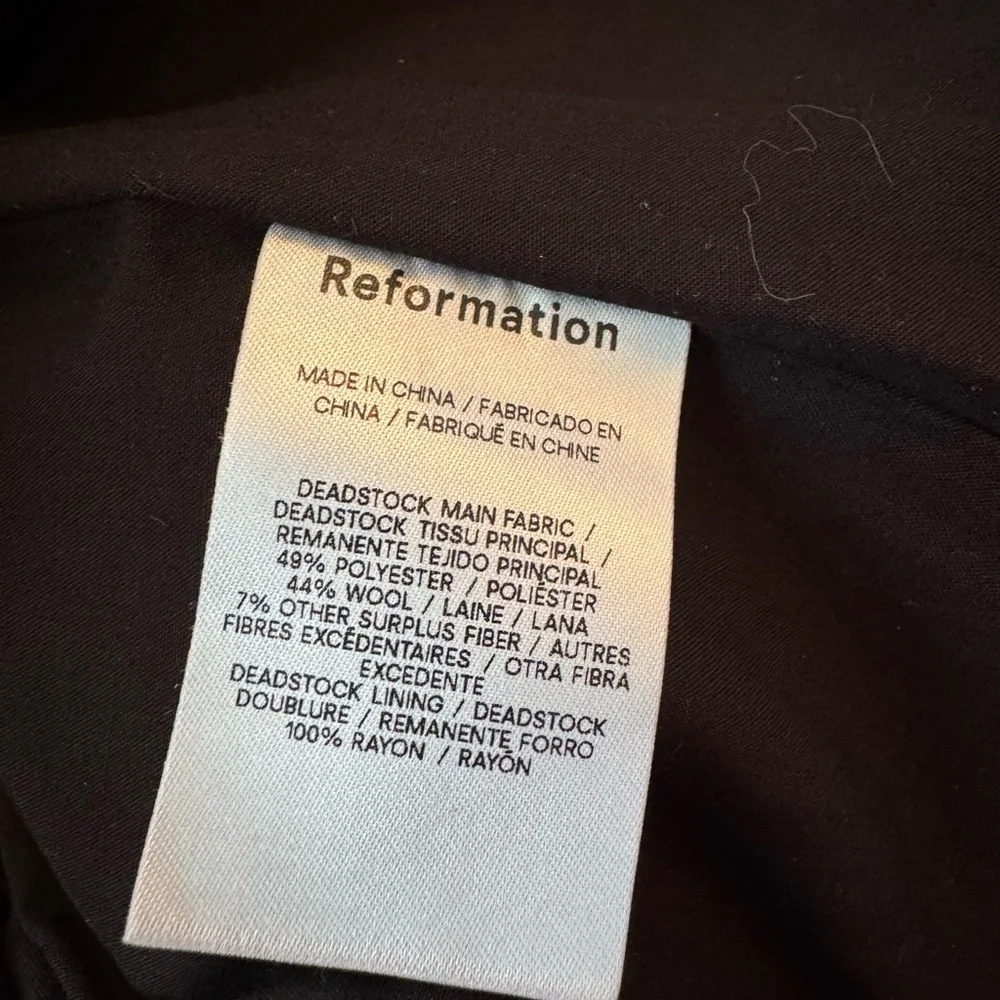 Reformation
MADE IN CHINA / FABRICADO EN
CHINA / FABRIQUÉ EN CHINE
DEADSTOCK MAIN FABRIC /
DEADSTOCK TISSU PRINCIPAL /
REMANENTE TEJIDO PRINCIPAL
49% POLYESTER / POLIÉSTER
44% WOOL / LAINE / LANA
7% OTHER SURPLUS FIBER / AUTRES
FIBRES EXCÉDENTAIRES / OTRA FIBRA
EXCEDENTE
DEADSTOCK LINING / DEADSTOCK
DOUBLURE / REMANENTE FORRO
100% RAYON / RAYÓN